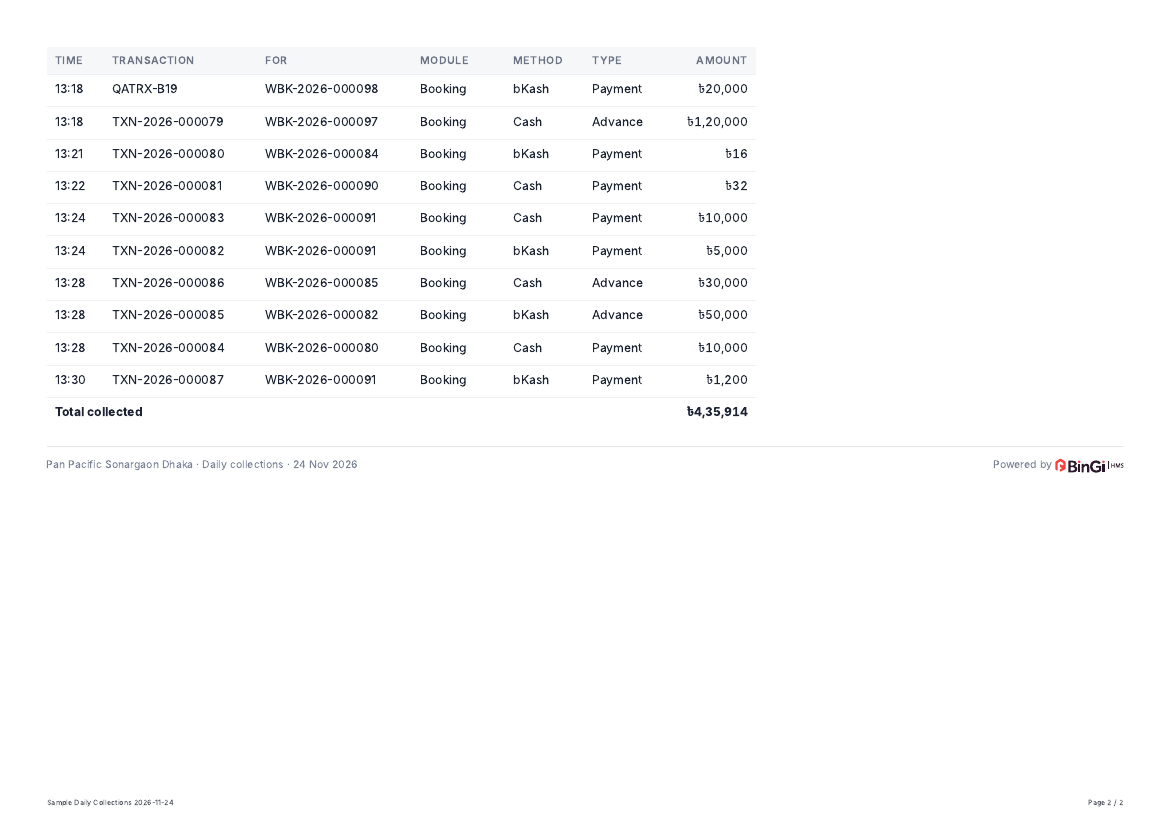 TIME TRANSACTION FOR MODULE METHOD TYPE AMOUNT
13:18 QATRX-B19 WBK-2026-000098 Booking bKash Payment ৳20,000
13:18 TXN-2026-000079 WBK-2026-000097 Booking Cash Advance ৳1,20,000
13:21 TXN-2026-000080 WBK-2026-000084 Booking bKash Payment ৳16
13:22 TXN-2026-000081 WBK-2026-000090 Booking Cash Payment ৳32
13:24 TXN-2026-000083 WBK-2026-000091 Booking Cash Payment ৳10,000
13:24 TXN-2026-000082 WBK-2026-000091 Booking bKash Payment ৳5,000
13:28 TXN-2026-000086 WBK-2026-000085 Booking Cash Advance ৳30,000
13:28 TXN-2026-000085 WBK-2026-000082 Booking bKash Advance ৳50,000
13:28 TXN-2026-000084 WBK-2026-000080 Booking Cash Payment ৳10,000
13:30 TXN-2026-000087 WBK-2026-000091 Booking bKash Payment ৳1,200
Total collected ৳4,35,914
Pan Pacific Sonargaon Dhaka · Daily collections · 24 Nov 2026 Powered by BinGi HMS
Sample Daily Collections 2026-11-24 Page 2 / 2